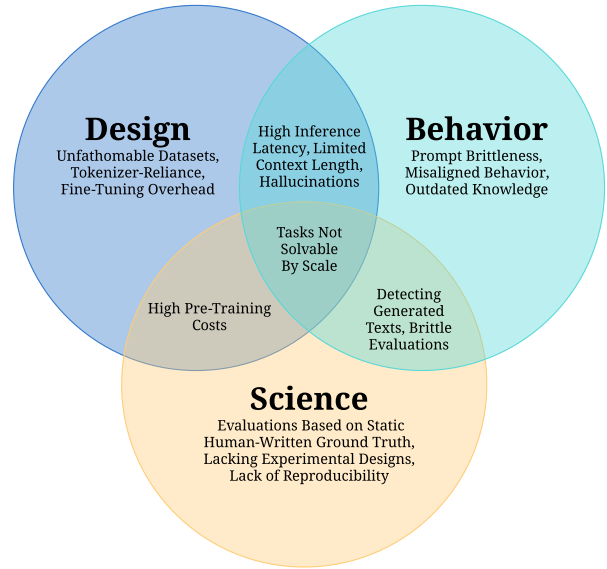 Design
Unfathomable Datasets,
Tokenizer-Reliance,
Fine-Tuning Overhead
High Inference
Latency, Limited
Context Length,
Hallucinations
Behavior
Prompt Brittleness,
Misaligned Behavior,
Outdated Knowledge
Tasks Not
Solvable
By Scale
High Pre-Training
Costs
Detecting
Generated
Texts, Brittle
Evaluations
Science
Evaluations Based on Static
Human-Written Ground Truth,
Lacking Experimental Designs,
Lack of Reproducibility